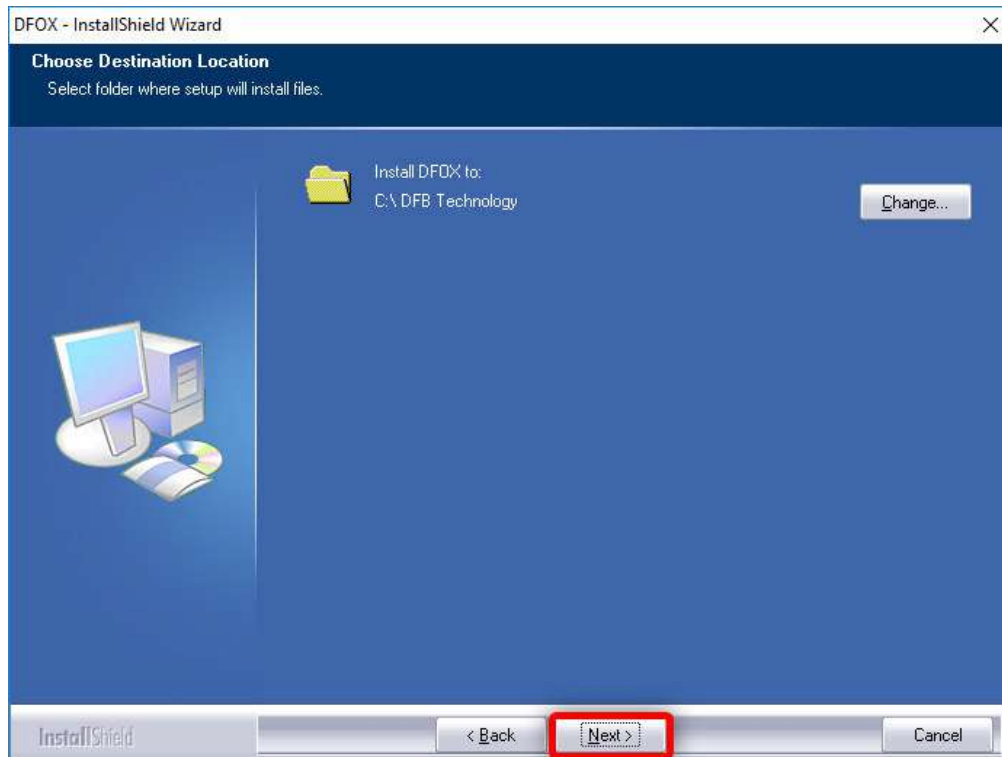 DFOX - InstallShield Wizard
Choose Destination Location
Select folder where setup will install files.
Install DFOX to:
C:\ DFB Technology
Change...
InstallShield
< Back
Next >
Cancel